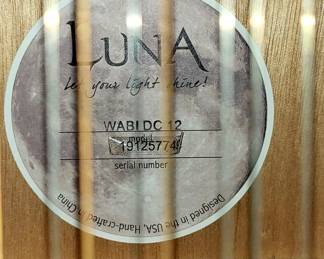 LUNA
Let your light shine!
WABI DC 12
model
19125774
serial number
Designed in the USA, Hand-crafted in China